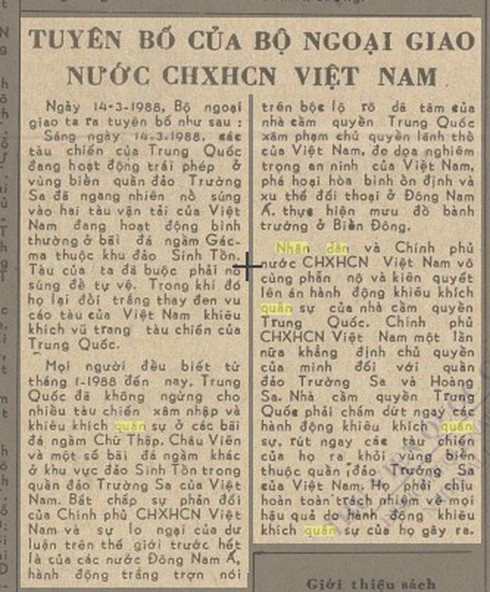 TUYÊN BỐ CỦA BỘ NGOẠI GIAO
NƯỚC CHXHCN VIỆT NAM
Ngày 14-3-1988, Bộ ngoại
giao ta ra tuyên bố như sau :
Sáng ngày 14-3-1988, các
tàu chiến của Trung Quốc
đang hoạt động trái phép ở
vùng biển quần đảo Trường
Sa đã ngang nhiên nổ súng
vào hai tàu vận tải của Việt
Nam đang hoạt động bình
thường ở bãi đá ngầm Gác-
ma thuộc khu đảo Sinh Tồn.
Tàu của ta đã buộc phải nổ
súng để tự vệ. Trong khi đó
họ lại đổi trắng thay đen vu
cáo tàu của Việt Nam khiêu
khích vũ trang tàu chiến của
Trung Quốc.
Mọi người đều biết từ
tháng 1-1988 đến nay, Trung
Quốc đã không ngừng cho
nhiều tàu chiến xâm nhập và
khiêu khích quân sự ở các bãi
đá ngầm Chữ Thập, Châu Viên
và một số bãi đá ngầm khác
ở khu vực đảo Sinh Tồn trong
quần đảo Trường Sa của Việt
Nam. Bất chấp sự phản đối
của Chính phủ CHXHCN Việt
Nam và sự lo ngại của dư
luận trên thế giới trước hết
là của các nước Đông Nam Á,
hành động trắng trợn nói
trên bộc lộ rõ dã tâm của
nhà cầm quyền Trung Quốc
xâm phạm chủ quyền lãnh thổ
của Việt Nam, đe dọa nghiêm
trọng an ninh của Việt Nam,
phá hoại hòa bình ổn định và
xu thế đối thoại ở Đông Nam
Á, thực hiện mưu đồ bành
trướng ở Biển Đông.
Nhân dân và Chính phủ
nước CHXHCN Việt Nam vô
cùng phẫn nộ và kiên quyết
lên án hành động khiêu khích
quân sự của nhà cầm quyền
Trung Quốc. Chính phủ
CHXHCN Việt Nam một lần
nữa khẳng định chủ quyền
của mình đối với quần
đảo Trường Sa và Hoàng
Sa. Nhà cầm quyền Trung
Quốc phải chấm dứt ngay các
hành động khiêu khích quân
sự, rút ngay các tàu chiến
của họ ra khỏi vùng biển
thuộc quần đảo Trường Sa
của Việt Nam. Họ phải chịu
hoàn toàn trách nhiệm về mọi
hậu quả do hành động khiêu
khích quân sự của họ gây ra.
Giới thiệu sách